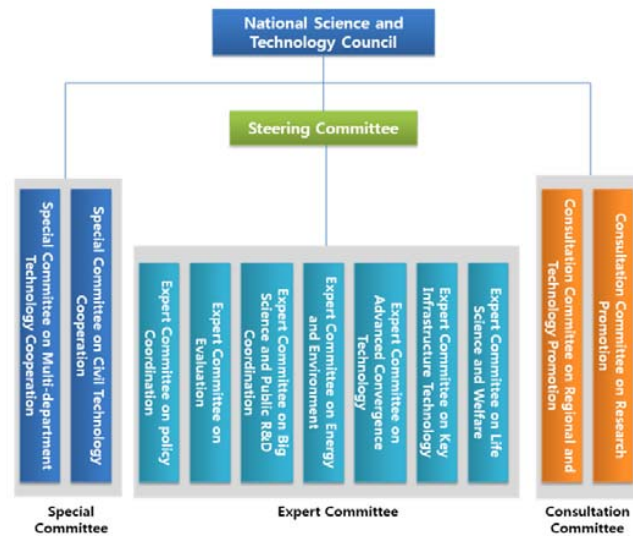 National Science and
Technology Council
Steering Committee
Special Committee on Multi-department
Technology Cooperation
Special Committee on Civil Technology
Cooperation
Expert Committee on policy
Coordination
Expert Committee on
Evaluation
Expert Committee on Big
Science and Public R&D
Coordination
Expert Committee on Energy
and Environment
Expert Committee on
Advanced Convergence
Technology
Expert Committee on Key
Infrastructure Technology
Expert Committee on Life
Science and Welfare
Consultation Committee on Regional and
Technology Promotion
Consultation Committee on Research
Promotion
Special
Committee
Expert Committee
Consultation
Committee